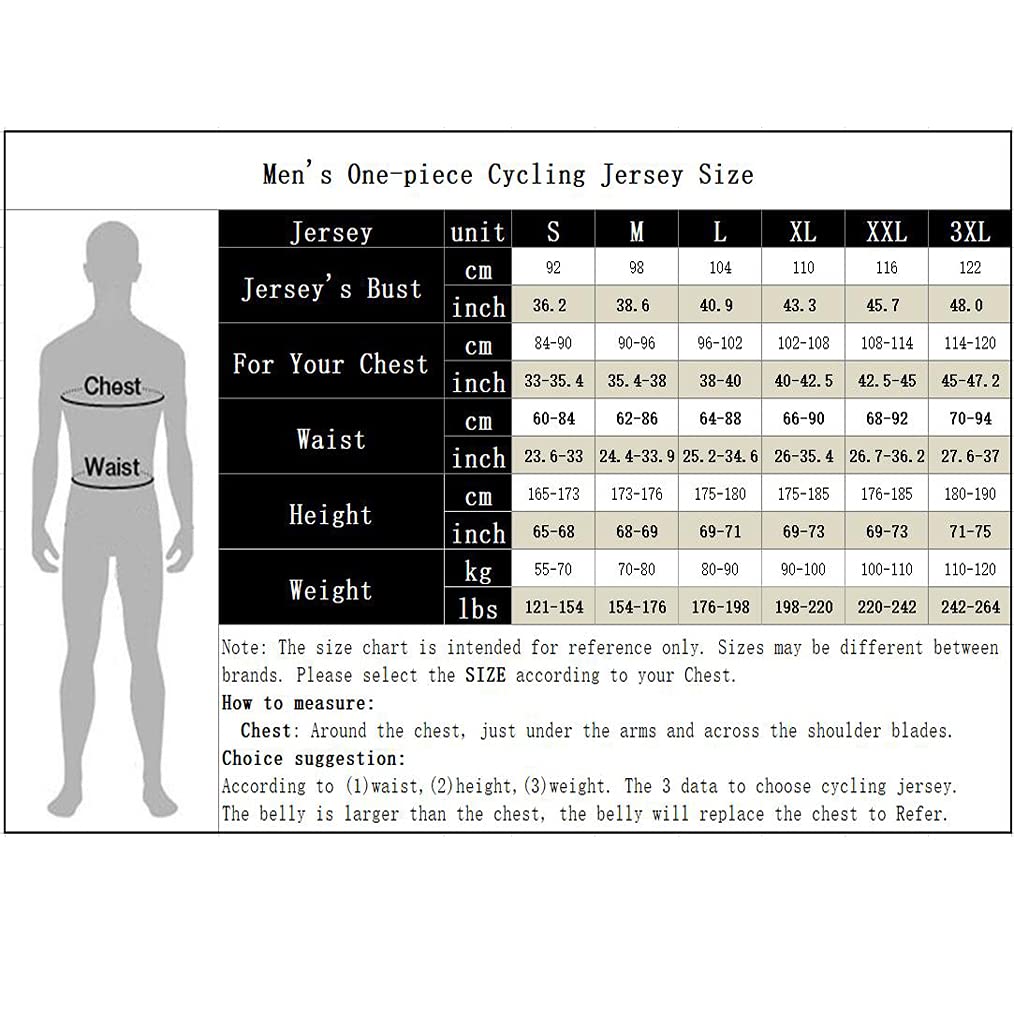 Men's One-piece Cycling Jersey Size
Jersey unit S M L XL XXL 3XL
Jersey's Bust
cm 92 98 104 110 116 122
inch 36.2 38.6 40.9 43.3 45.7 48.0
For Your Chest
cm 84-90 90-96 96-102 102-108 108-114 114-120
inch 33-35.4 35.4-38 38-40 40-42.5 42.5-45 45-47.2
Waist
cm 60-84 62-86 64-88 66-90 68-92 70-94
inch 23.6-33 24.4-33.9 25.2-34.6 26-35.4 26.7-36.2 27.6-37
Height
cm 165-173 173-176 175-180 175-185 176-185 180-190
inch 65-68 68-69 69-71 69-73 69-73 71-75
Weight
kg 55-70 70-80 80-90 90-100 100-110 110-120
lbs 121-154 154-176 176-198 198-220 220-242 242-264
Chest
Waist
Note: The size chart is intended for reference only. Sizes may be different between
brands. Please select the SIZE according to your Chest.
How to measure:
Chest: Around the chest, just under the arms and across the shoulder blades.
Choice suggestion:
According to (1)waist,(2)height,(3)weight. The 3 data to choose cycling jersey.
The belly is larger than the chest, the belly will replace the chest to Refer.